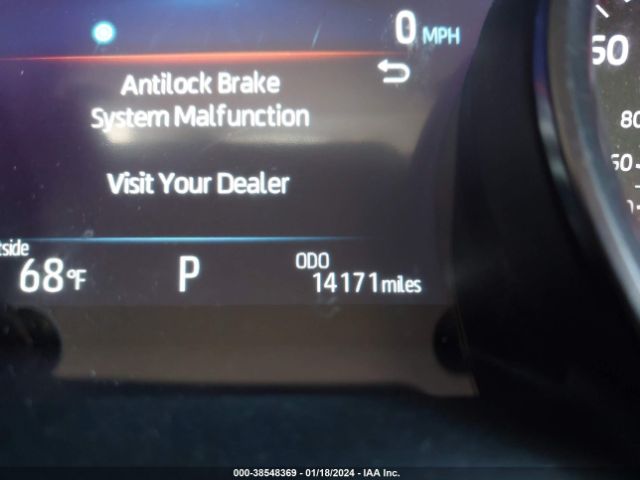 0 MPH
Antilock Brake
System Malfunction
Visit Your Dealer
68°F
P
ODO
14171 miles
80
000-38548369 - 01/18/2024 - IAA Inc.